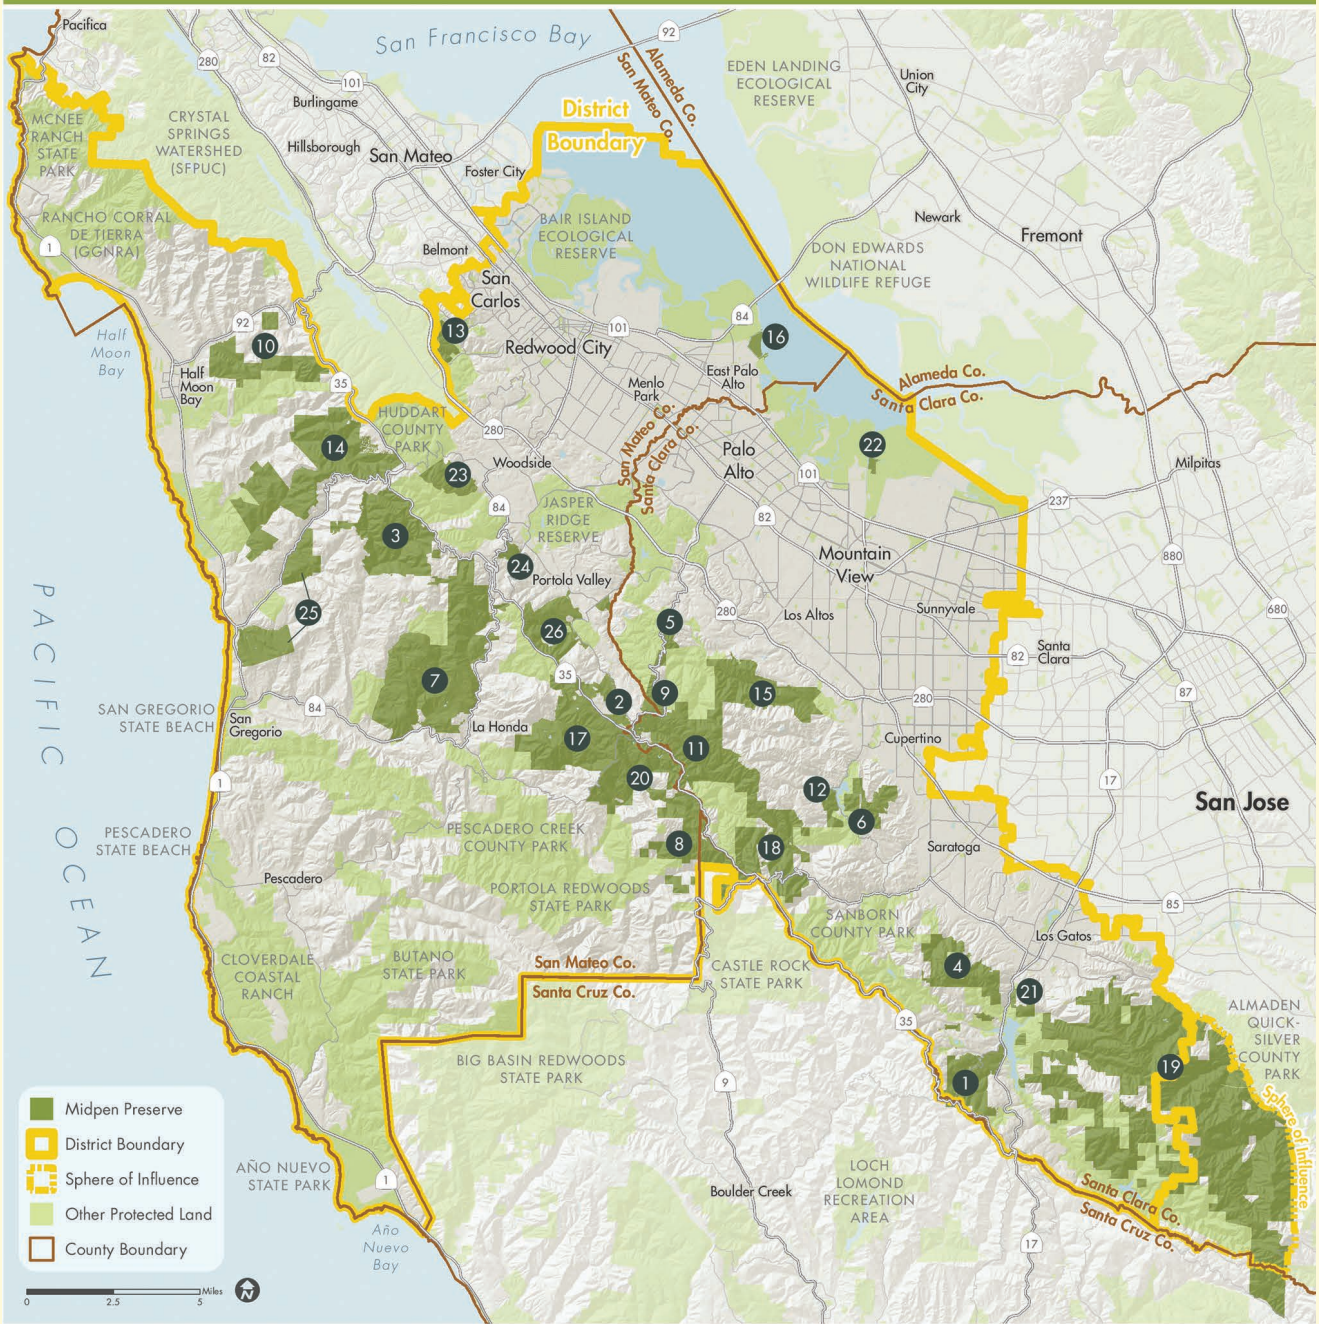 Pacifica
San Francisco Bay
92
280
82
101
Alameda Co.
San Mateo Co.
EDEN LANDING
ECOLOGICAL
RESERVE
Union
City
Burlingame
District
Boundary
MCNEE
RANCH
STATE
PARK
CRYSTAL
SPRINGS
WATERSHED
(SFPUC)
Hillsborough
San Mateo
Foster City
RANCHO CORRAL
DE TIERRA
(GGNRA)
1
BAIR ISLAND
ECOLOGICAL
RESERVE
Newark
Fremont
Belmont
DON EDWARDS
NATIONAL
WILDLIFE REFUGE
San
Carlos
92
10
13
101
84
16
Half
Moon
Bay
Redwood City
Half
Moon
Bay
35
Menlo
Park
East Palo
Alto
Alameda Co.
Santa Clara Co.
HUDDART
COUNTY
PARK
San Mateo Co.
Santa Clara Co.
280
14
22
Palo
Alto
Woodside
23
101
Milpitas
84
JASPER
RIDGE
RESERVE
237
82
3
880
Mountain
View
24
Portola Valley
25
280
Los Altos
Sunnyvale
680
5
26
82
Santa
Clara
35
7
2
9
15
280
87
SAN GREGORIO
STATE BEACH
San
Gregorio
84
La Honda
17
11
Cupertino
PACIFIC
OCEAN
1
20
12
17
San Jose
6
PESCADERO
STATE BEACH
PESCADERO CREEK
COUNTY PARK
8
18
Saratoga
Pescadero
PORTOLA REDWOODS
STATE PARK
85
SANBORN
COUNTY PARK
Los Gatos
CLOVERDALE
COASTAL
RANCH
BUTANO
STATE PARK
San Mateo Co.
Santa Cruz Co.
CASTLE ROCK
STATE PARK
4
21
35
ALMADEN
QUICK-
SILVER
COUNTY
PARK
BIG BASIN REDWOODS
STATE PARK
9
1
19
Sphere of Influence
Midpen Preserve
District Boundary
Sphere of Influence
Other Protected Land
County Boundary
AÑO NUEVO
STATE PARK
1
LOCH
LOMOND
RECREATION
AREA
Boulder Creek
Santa Clara Co.
Santa Cruz Co.
Año
Nuevo
Bay
17
0 2.5 5 Miles
N